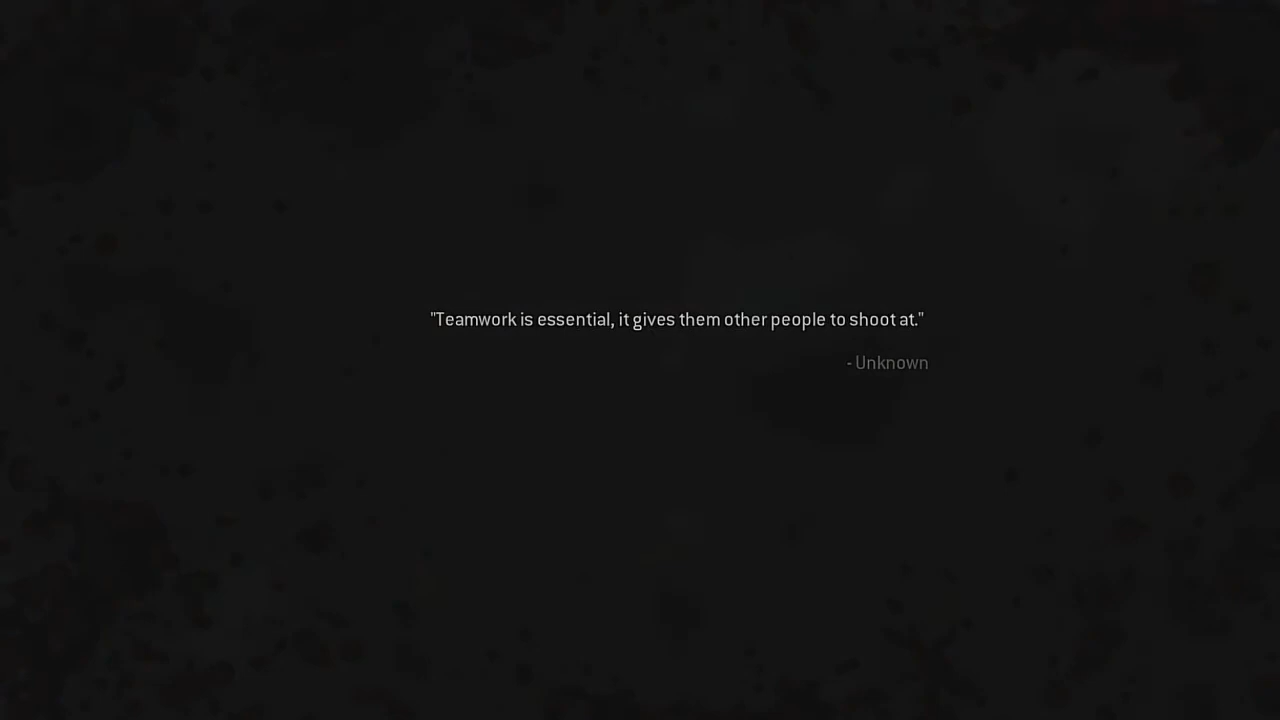 "Teamwork is essential, it gives them other people to shoot at."
- Unknown